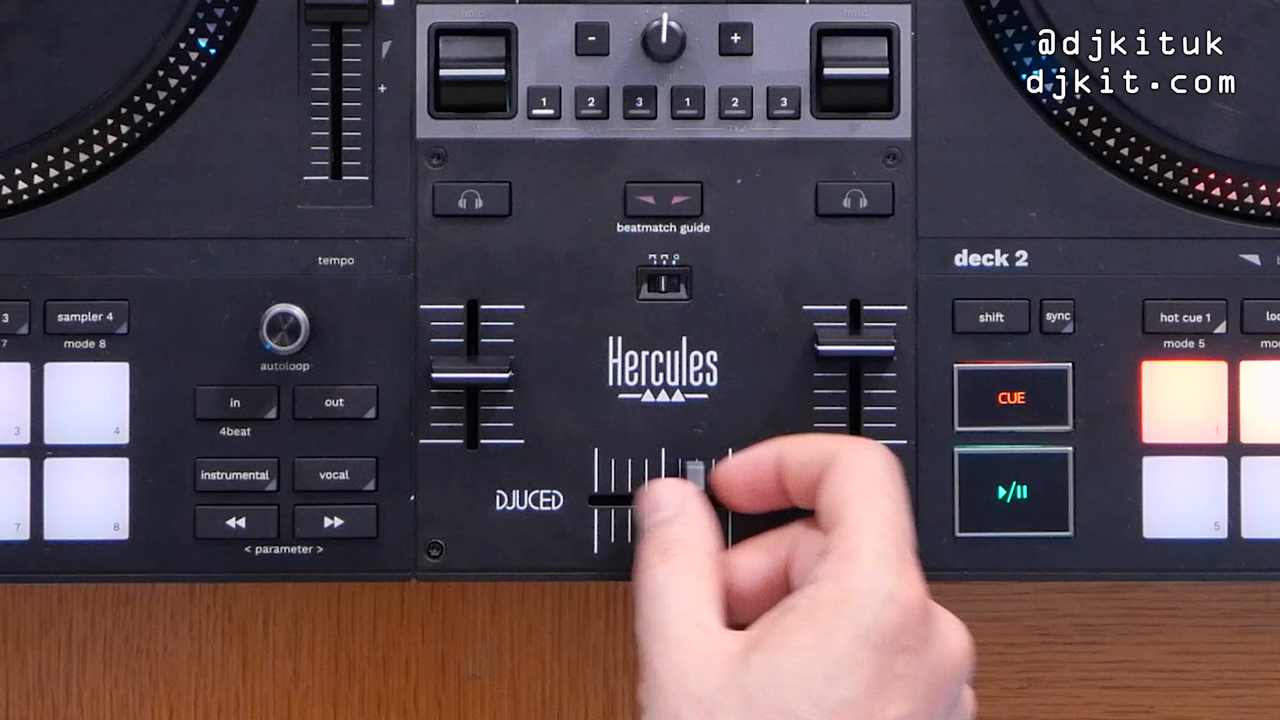 hold
hold
@djkituk
djkit.com
-
+
1 2 3 1 2 3
+
beatmatch guide
tempo
deck 2
3
sampler 4
7
mode 8
autoloop
shift
sync
hot cue 1
mode 5
Hercules
in
out
4beat
CUE
3
4
1
instrumental
vocal
DJUCED
7
8
5
< parameter >